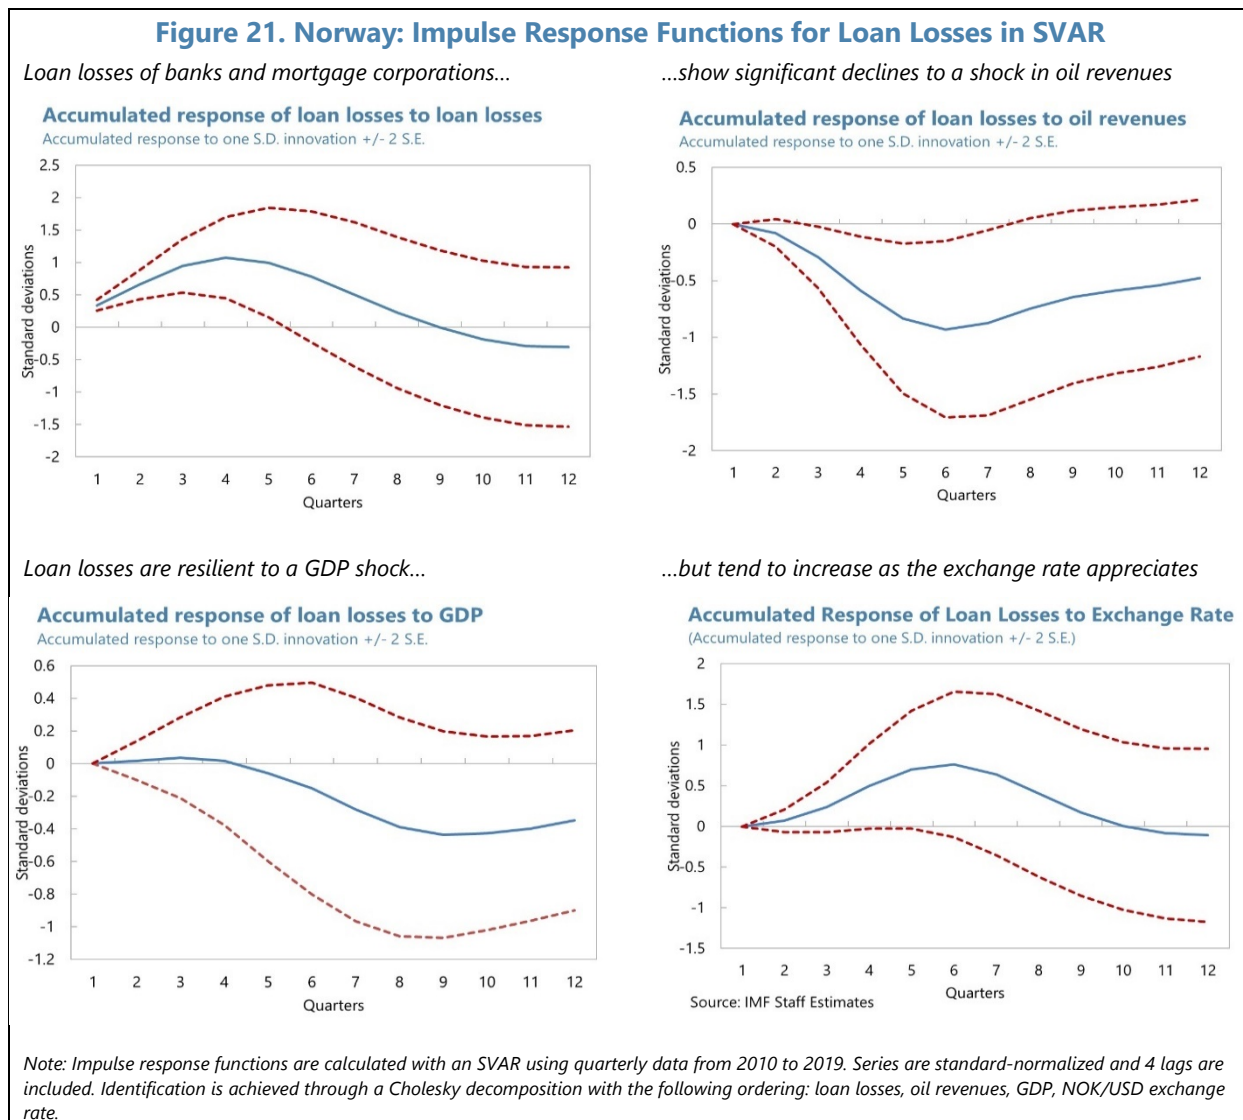 Figure 21. Norway: Impulse Response Functions for Loan Losses in SVAR
Loan losses of banks and mortgage corporations…
…show significant declines to a shock in oil revenues
Accumulated response of loan losses to loan losses
Accumulated response to one S.D. innovation +/- 2 S.E.
2.5
2
1.5
1
0.5
0
-0.5
-1
-1.5
-2
Standard deviations
1 2 3 4 5 6 7 8 9 10 11 12
Quarters
Accumulated response of loan losses to oil revenues
Accumulated response to one S.D. innovation +/- 2 S.E.
0.5
0
-0.5
-1
-1.5
-2
Standard deviations
1 2 3 4 5 6 7 8 9 10 11 12
Quarters
Loan losses are resilient to a GDP shock…
…but tend to increase as the exchange rate appreciates
Accumulated response of loan losses to GDP
Accumulated response to one S.D. innovation +/- 2 S.E.
0.6
0.4
0.2
0
-0.2
-0.4
-0.6
-0.8
-1
-1.2
Standard deviations
1 2 3 4 5 6 7 8 9 10 11 12
Quarters
Accumulated Response of Loan Losses to Exchange Rate
(Accumulated response to one S.D. innovation +/- 2 S.E.)
2
1.5
1
0.5
0
-0.5
-1
-1.5
Standard deviations
1 2 3 4 5 6 7 8 9 10 11 12
Quarters
Source: IMF Staff Estimates
Note: Impulse response functions are calculated with an SVAR using quarterly data from 2010 to 2019. Series are standard-normalized and 4 lags are
included. Identification is achieved through a Cholesky decomposition with the following ordering: loan losses, oil revenues, GDP, NOK/USD exchange
rate.